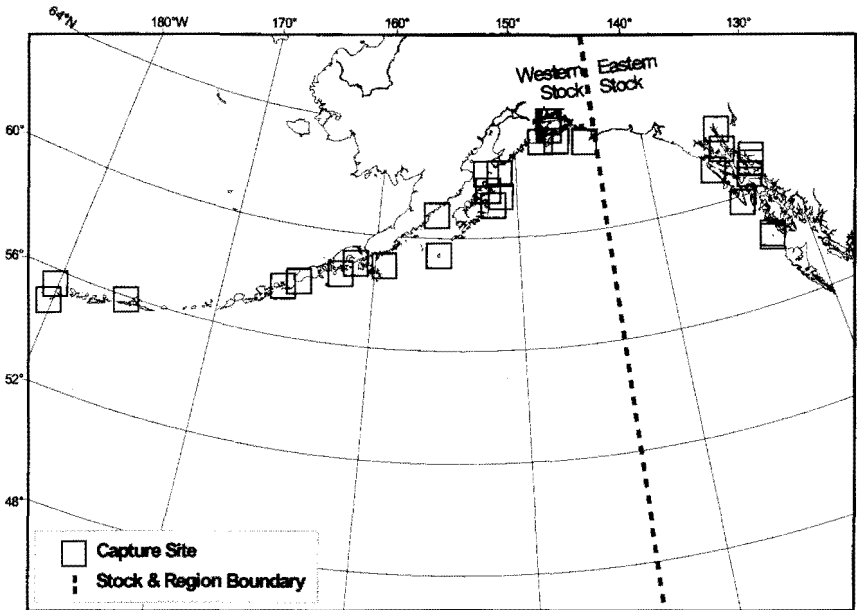 64°N
180°W
170°
160°
150°
140°
130°
Western Stock
Eastern Stock
60°
56°
52°
48°
Capture Site
Stock & Region Boundary